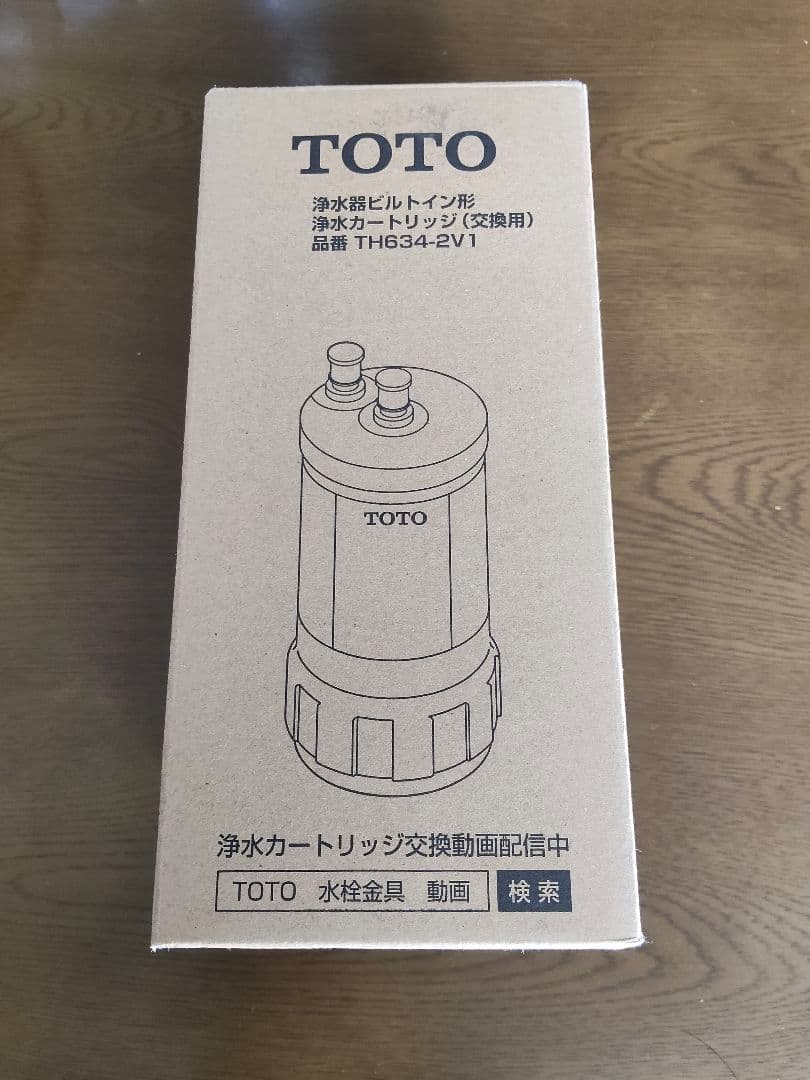 TOTO
浄水器ビルトイン形
浄水カートリッジ(交換用)
品番 TH634-2V1
TOTO
浄水カートリッジ交換動画配信中
TOTO 水栓金具 動画 検索